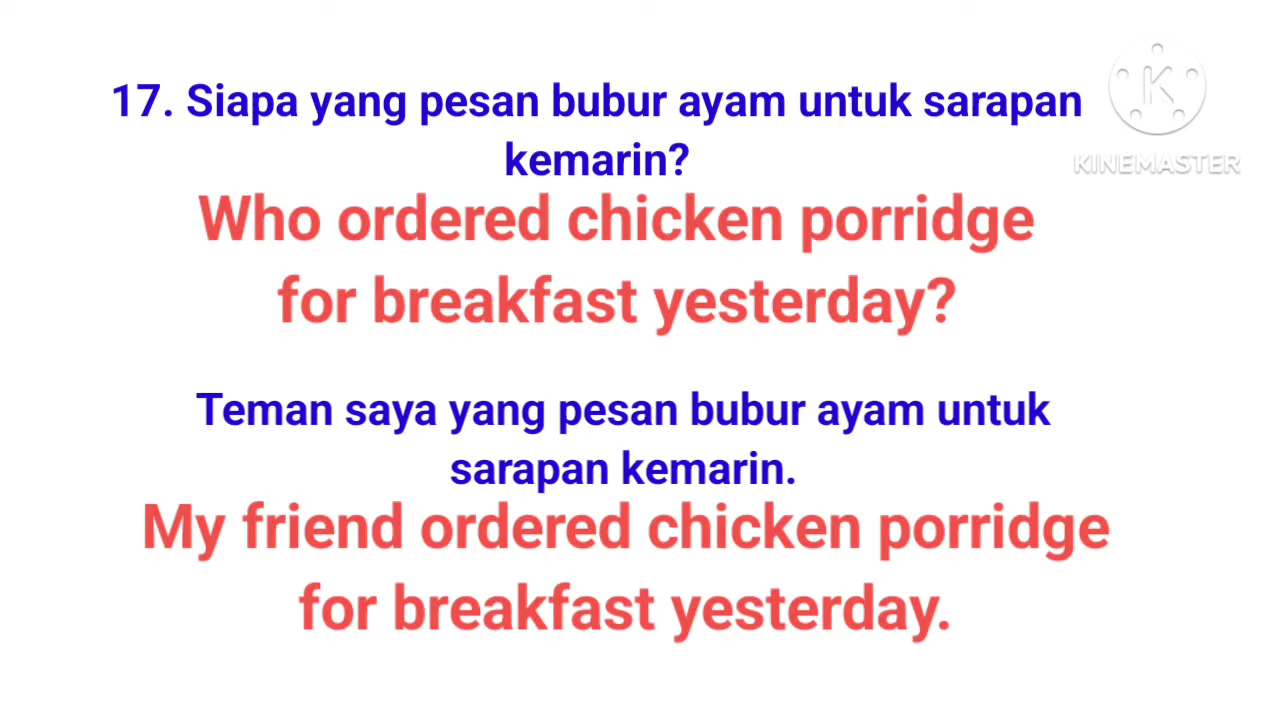 17. Siapa yang pesan bubur ayam untuk sarapan
kemarin?
Who ordered chicken porridge
for breakfast yesterday?
Teman saya yang pesan bubur ayam untuk
sarapan kemarin.
My friend ordered chicken porridge
for breakfast yesterday.
K
KINEMASTER